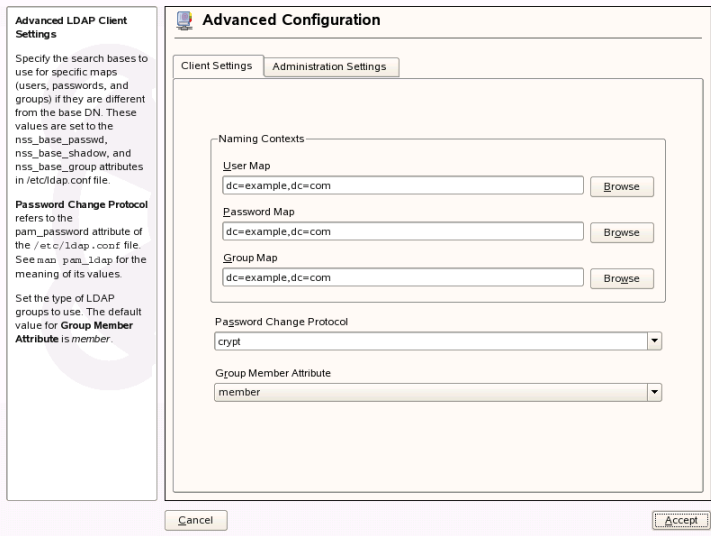 Advanced LDAP Client
Settings
Specify the search bases to
use for specific maps
(users, passwords, and
groups) if they are different
from the base DN. These
values are set to the
nss_base_passwd,
nss_base_shadow, and
nss_base_group attributes
in /etc/ldap.conf file.
Password Change Protocol
refers to the
pam_password attribute of
the /etc/ldap.conf file.
See man pam_ldap for the
meaning of its values.
Set the type of LDAP
groups to use. The default
value for Group Member
Attribute is member.
Advanced Configuration
Client Settings
Administration Settings
Naming Contexts
User Map
dc=example,dc=com
Browse
Password Map
dc=example,dc=com
Browse
Group Map
dc=example,dc=com
Browse
Password Change Protocol
crypt
Group Member Attribute
member
Cancel
Accept